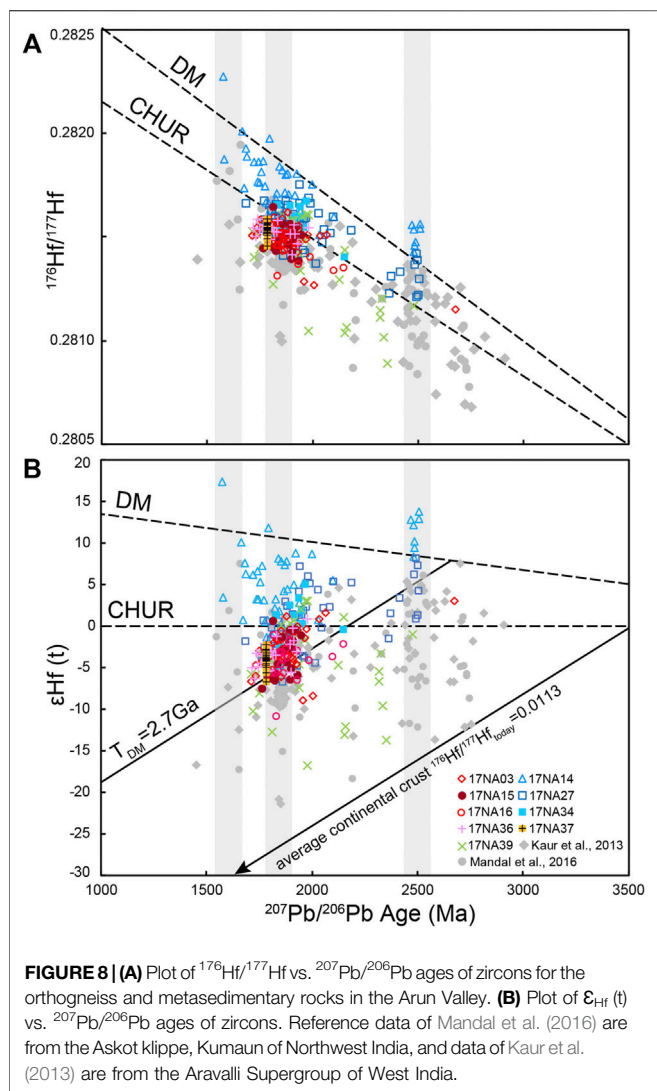 A
0.2825
0.2820
0.2810
0.2805
¹⁷⁶Hf/¹⁷⁷Hf
DM
CHUR
B
20
15
10
5
0
-5
-10
-15
-20
-25
-30
εHf (t)
DM
CHUR
T_DM=2.7Ga
average continental crust ¹⁷⁶Hf/¹⁷⁷Hf_today=0.0113
17NA03 17NA14
17NA15 17NA27
17NA16 17NA34
17NA36 17NA37
17NA39 Kaur et al., 2013
Mandal et al., 2016
1000 1500 2000 2500 3000 3500
²⁰⁷Pb/²⁰⁶Pb Age (Ma)
FIGURE 8 | (A) Plot of ¹⁷⁶Hf/¹⁷⁷Hf vs. ²⁰⁷Pb/²⁰⁶Pb ages of zircons for the
orthogneiss and metasedimentary rocks in the Arun Valley. (B) Plot of Ɛ_Hf (t)
vs. ²⁰⁷Pb/²⁰⁶Pb ages of zircons. Reference data of Mandal et al. (2016) are
from the Askot klippe, Kumaun of Northwest India, and data of Kaur et al.
(2013) are from the Aravalli Supergroup of West India.